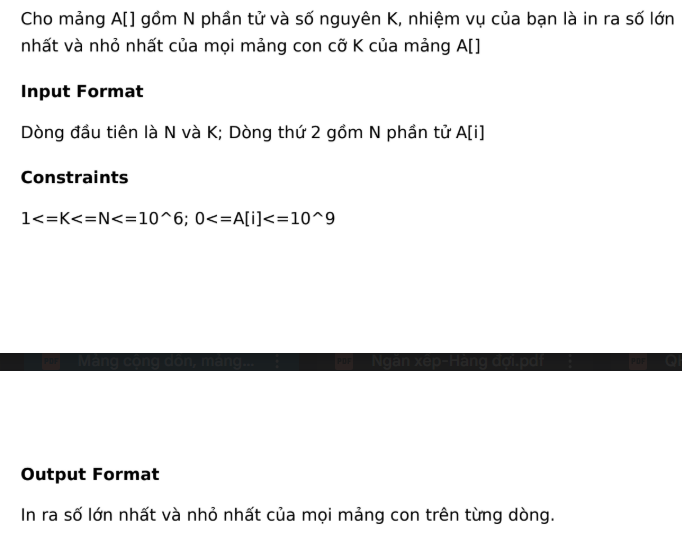 Cho mảng A[] gồm N phần tử và số nguyên K, nhiệm vụ của bạn là in ra số lớn
nhất và nhỏ nhất của mọi mảng con cỡ K của mảng A[]
Input Format
Dòng đầu tiên là N và K; Dòng thứ 2 gồm N phần tử A[i]
Constraints
1<=K<=N<=10^6; 0<=A[i]<=10^9
Mảng cộng dồn, mảng...
Ngăn xếp-Hàng đợi.pdf
Output Format
In ra số lớn nhất và nhỏ nhất của mọi mảng con trên từng dòng.